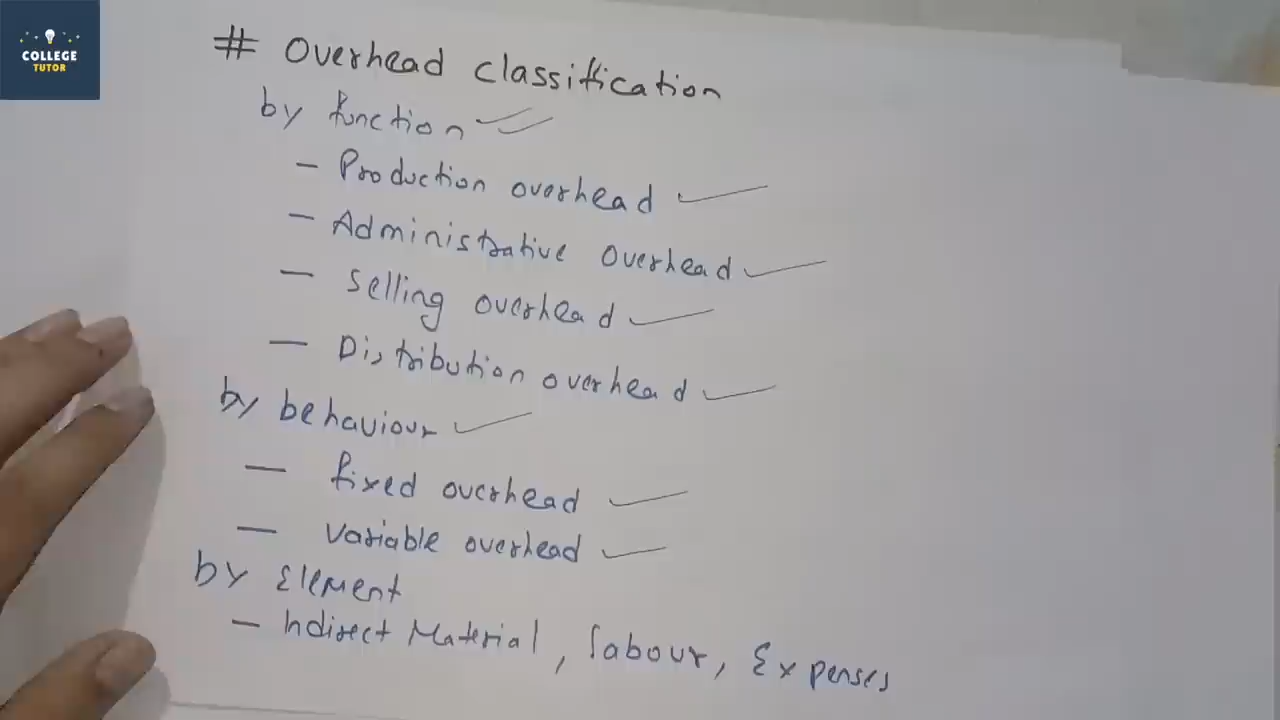 COLLEGE
TUTOR
# Overhead classification
by function
- Production overhead
- Administrative overhead
- Selling overhead
- Distribution overhead
by behaviour
- fixed overhead
- Variable overhead
by Element
- Indirect Material, labour, Expenses